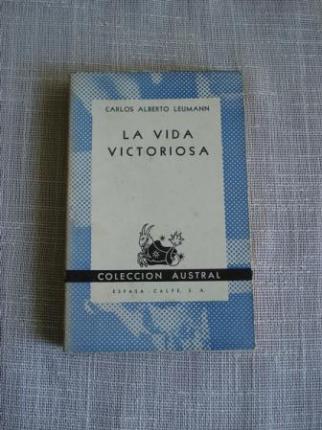 CARLOS ALBERTO LEUMANN
LA VIDA
VICTORIOSA
COLECCION AUSTRAL
ESPASA - CALPE, S. A.